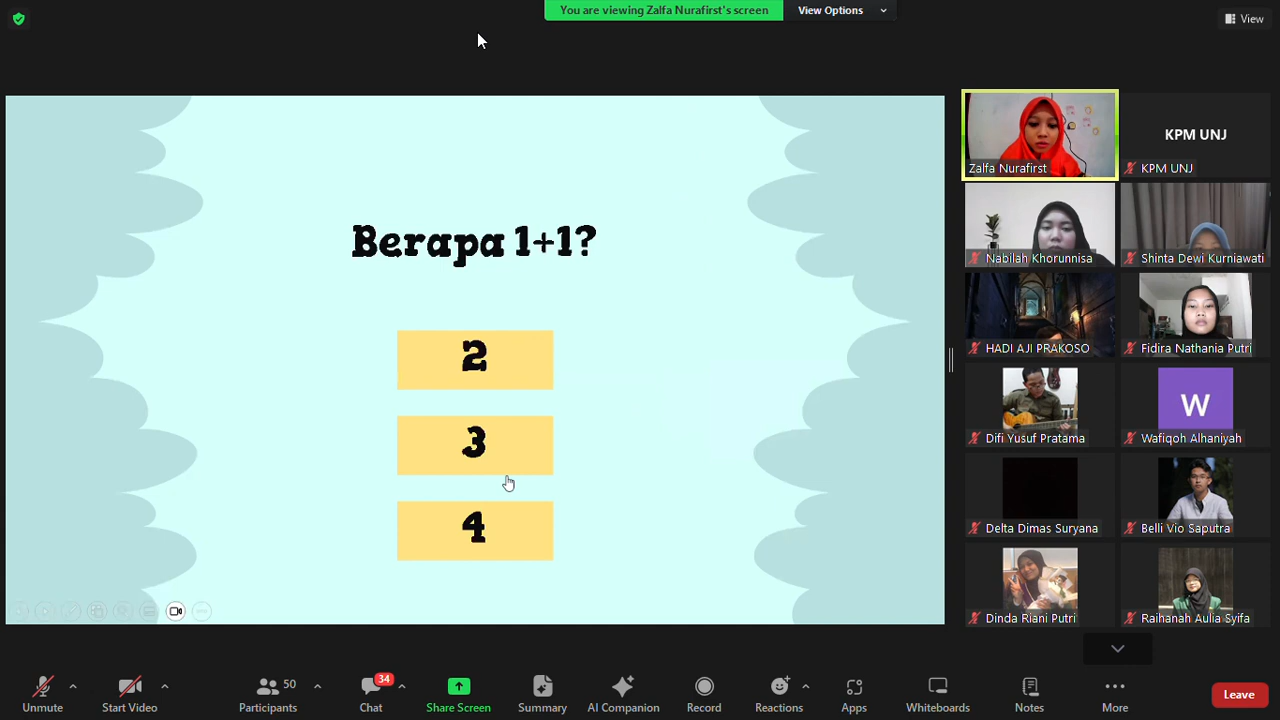 You are viewing Zalfa Nurafirst's screen
View Options
View
Berapa 1+1?
2
3
4
Zalfa Nurafirst
KPM UNJ
KPM UNJ
Nabilah Khorunnisa
Shinta Dewi Kurniawati
HADI AJI PRAKOSO
Fidira Nathania Putri
Difi Yusuf Pratama
W
Wafiqoh Alhaniyah
Delta Dimas Suryana
Belli Vio Saputra
Dinda Riani Putri
Raihanah Aulia Syifa
Unmute
Start Video
Participants
50
Chat
34
Share Screen
Summary
AI Companion
Record
Reactions
Apps
Whiteboards
Notes
More
Leave